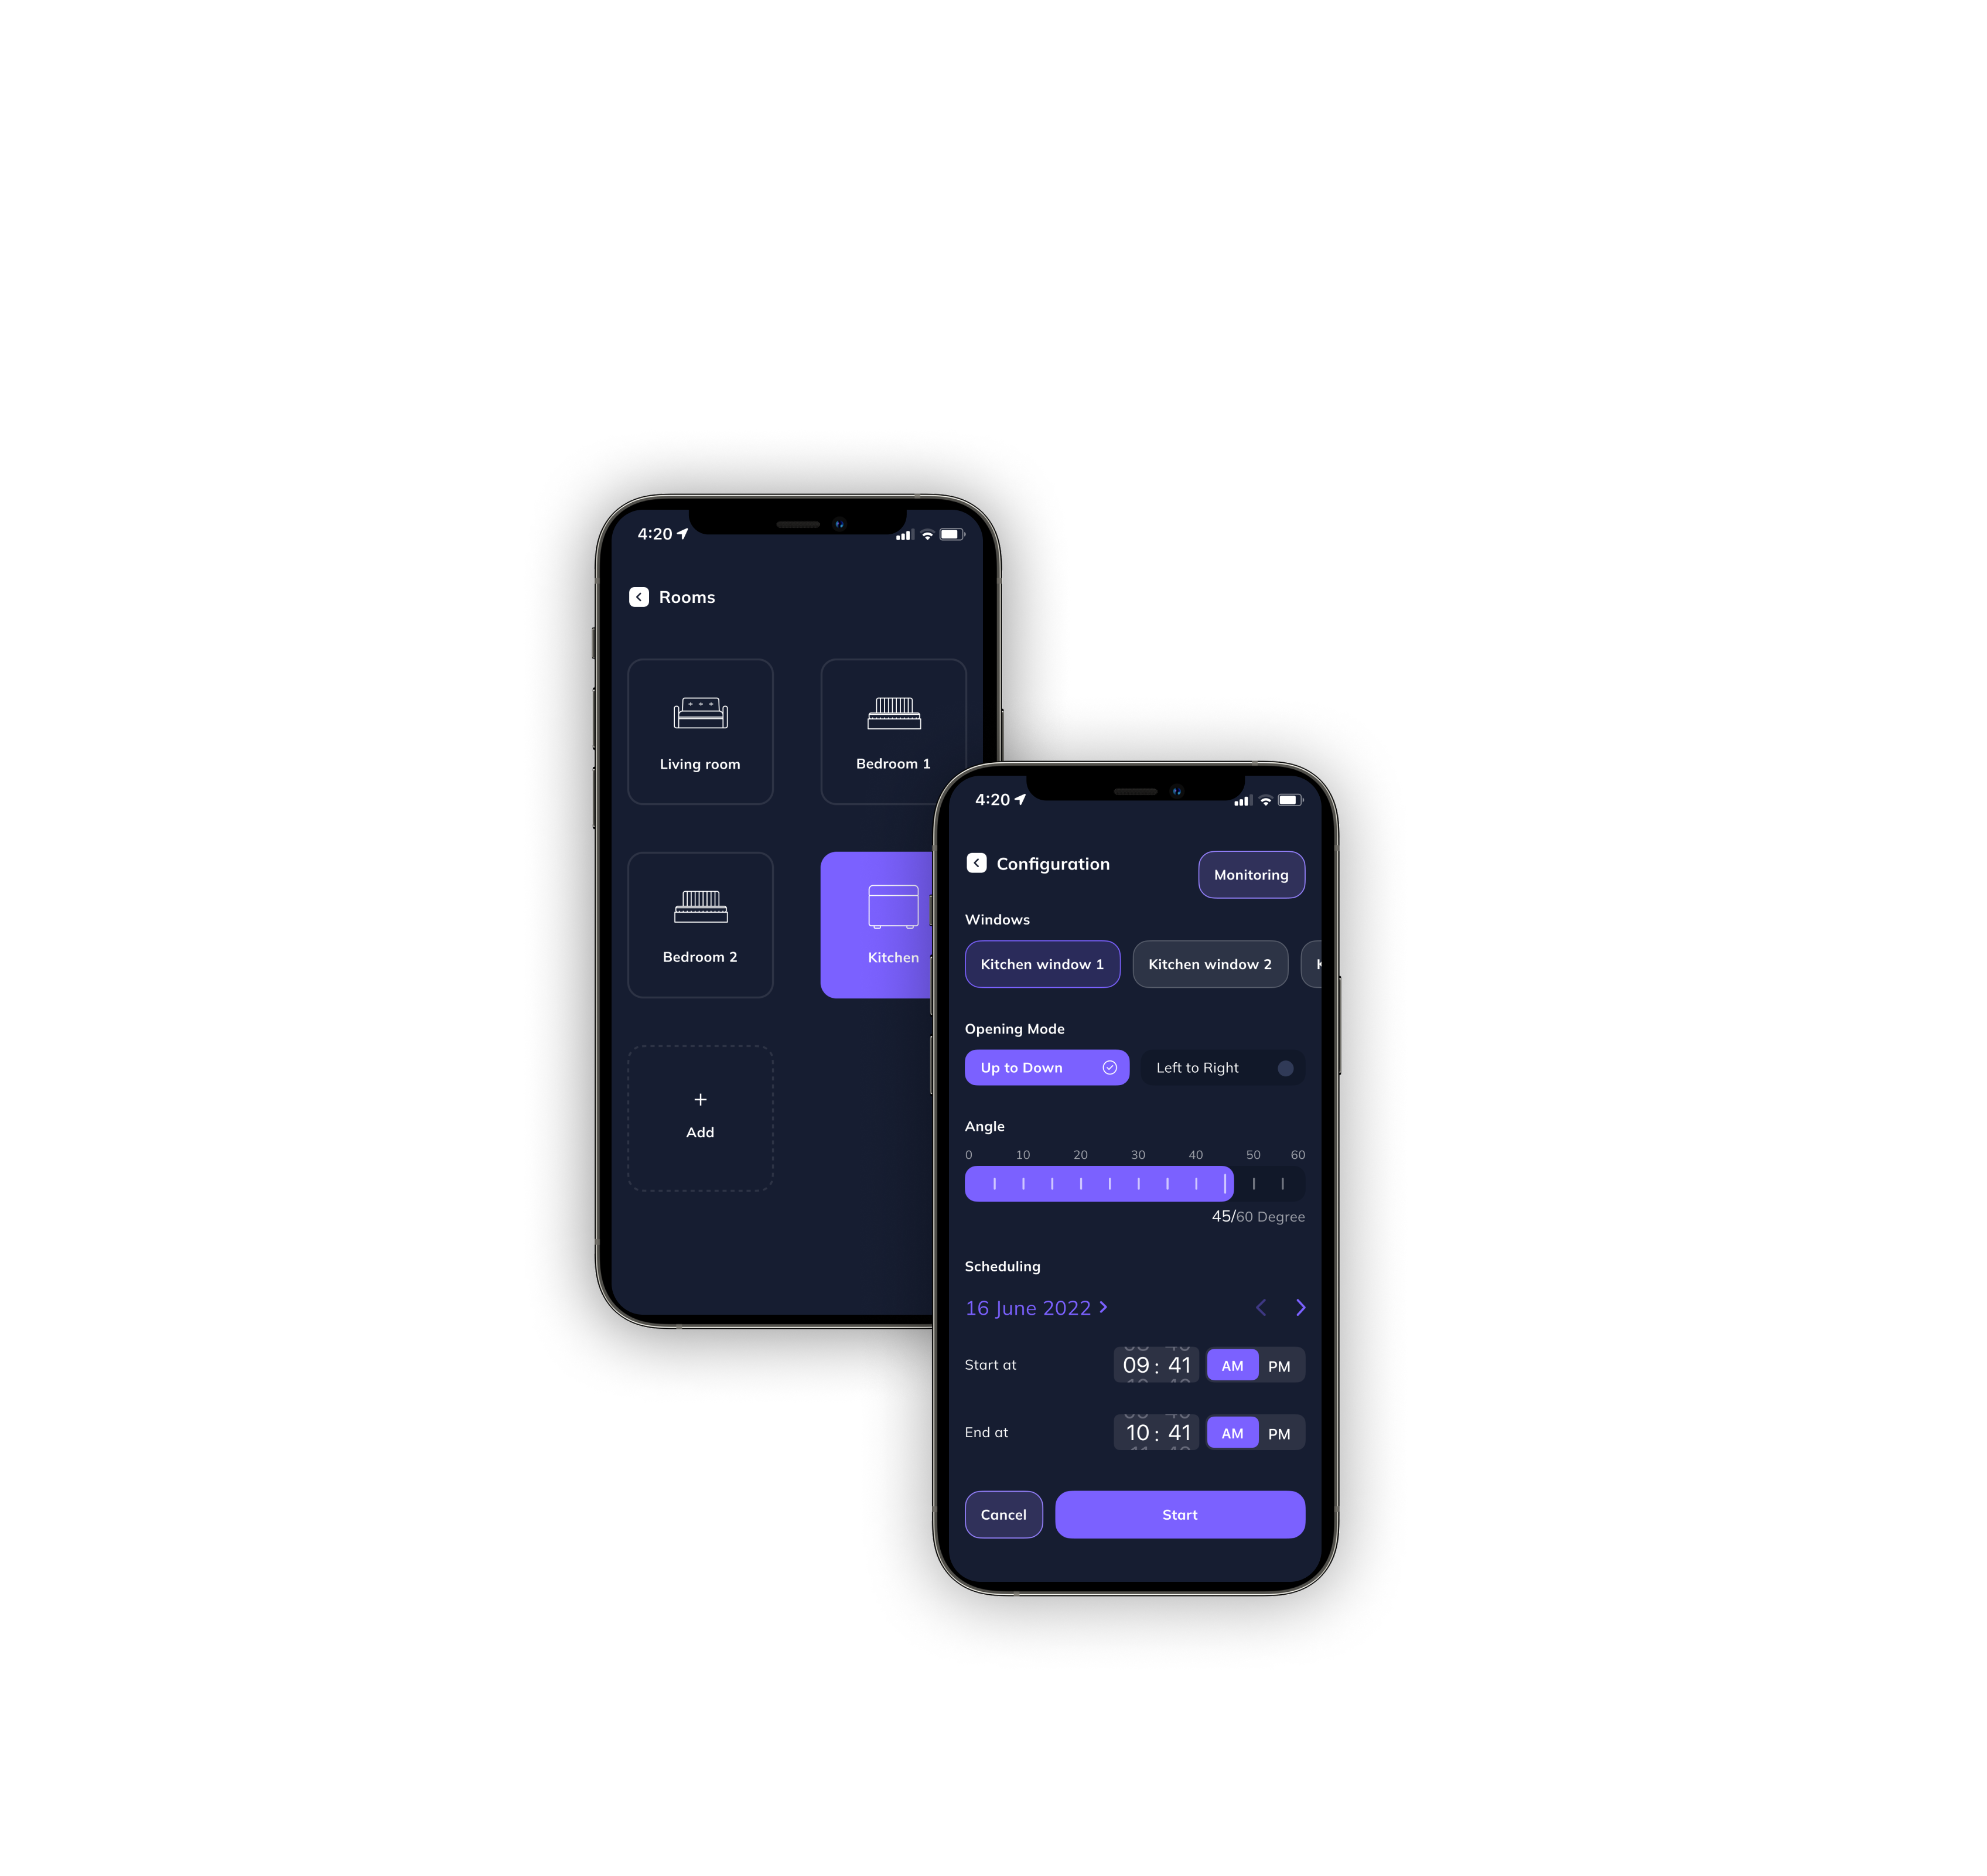 4:20
Rooms
Living room
Bedroom 1
Bedroom 2
Kitchen
+
Add
4:20
Configuration
Monitoring
Windows
Kitchen window 1
Kitchen window 2
Opening Mode
Up to Down
Left to Right
Angle
0 10 20 30 40 50 60
45/60 Degree
Scheduling
16 June 2022
Start at
09 : 41
AM PM
End at
10 : 41
AM PM
Cancel
Start